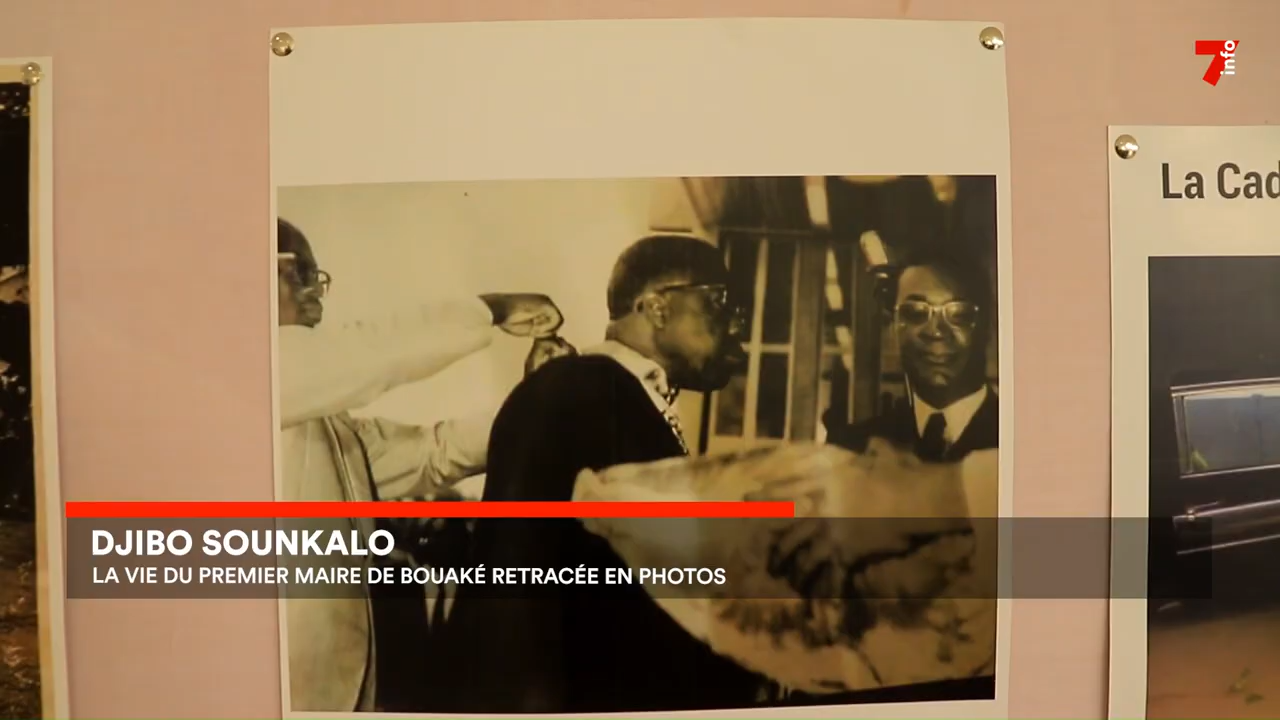 7info
La Cad
DJIBO SOUNKALO
LA VIE DU PREMIER MAIRE DE BOUAKÉ RETRACÉE EN PHOTOS